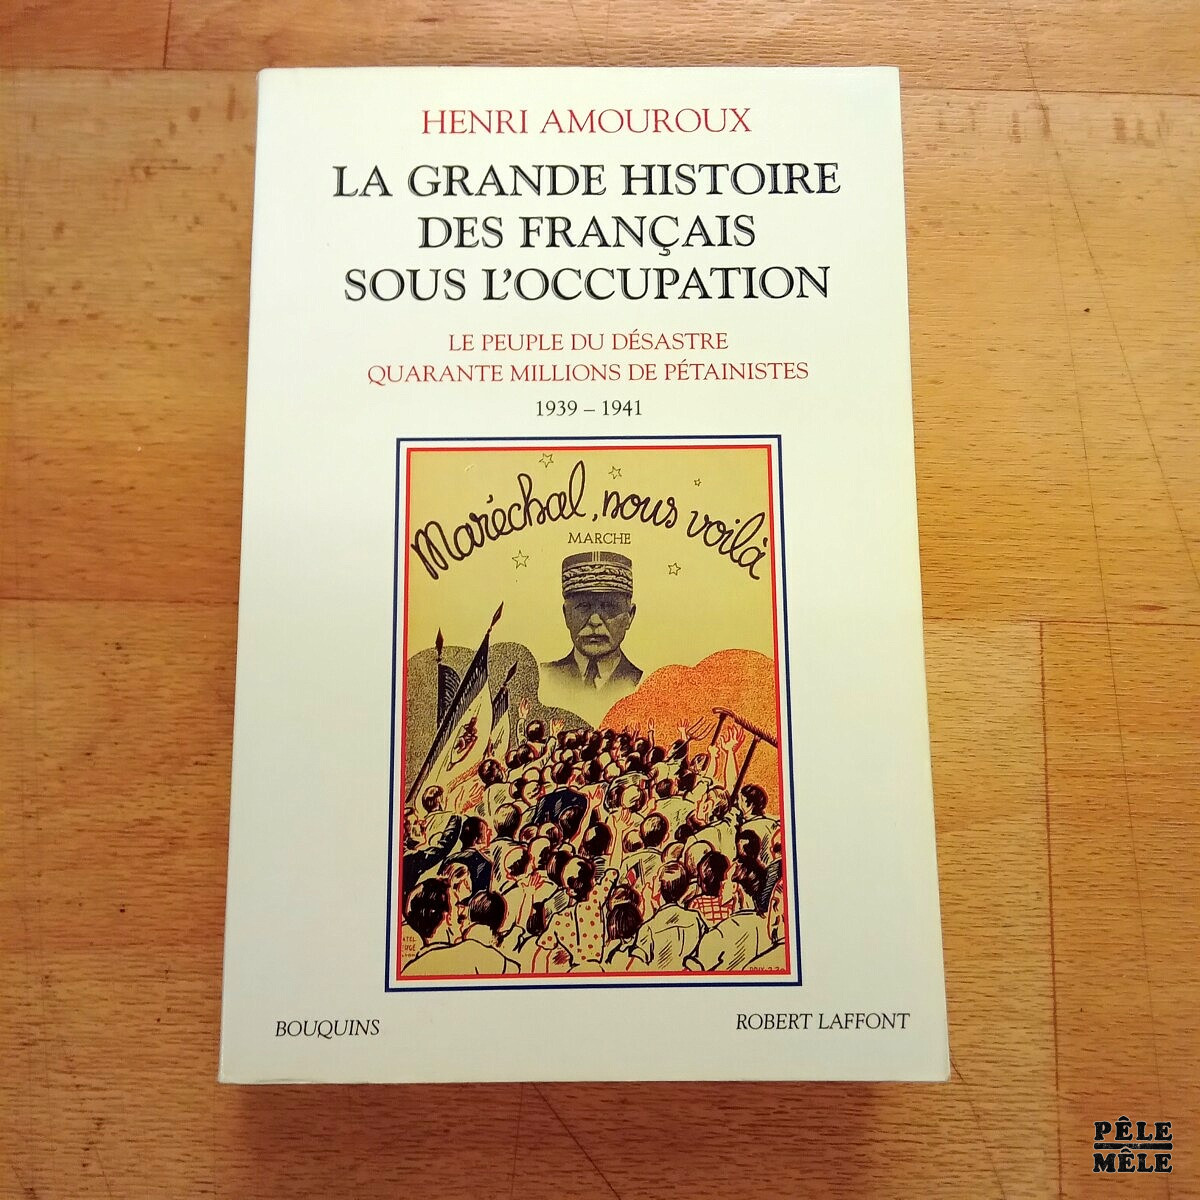 HENRI AMOUROUX
LA GRANDE HISTOIRE
DES FRANÇAIS
SOUS L'OCCUPATION
LE PEUPLE DU DÉSASTRE
QUARANTE MILLIONS DE PÉTAINISTES
1939 – 1941
Maréchal, nous voilà
MARCHE
BOUQUINS
ROBERT LAFFONT
PÊLE
MÊLE